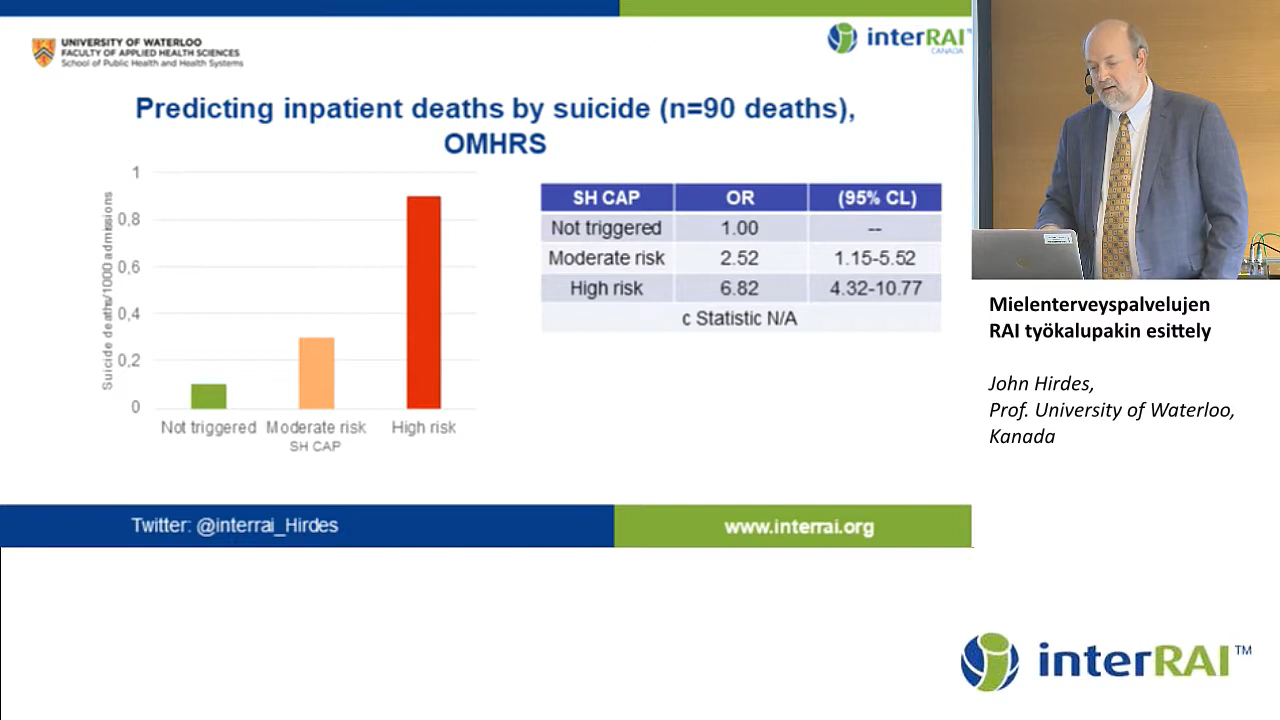 UNIVERSITY OF WATERLOO
FACULTY OF APPLIED HEALTH SCIENCES
School of Public Health and Health Systems
interRAI
CANADA
Predicting inpatient deaths by suicide (n=90 deaths),
OMHRS
Suicide deaths/1000 admissions
1
0,8
0,6
0,4
0,2
0
Not triggered Moderate risk High risk
SH CAP
SH CAP OR (95% CL)
Not triggered 1.00 --
Moderate risk 2.52 1.15-5.52
High risk 6.82 4.32-10.77
c Statistic N/A
Twitter: @interrai_Hirdes
www.interrai.org
Mielenterveyspalvelujen
RAI työkalupakin esittely
John Hirdes,
Prof. University of Waterloo,
Kanada
interRAI™